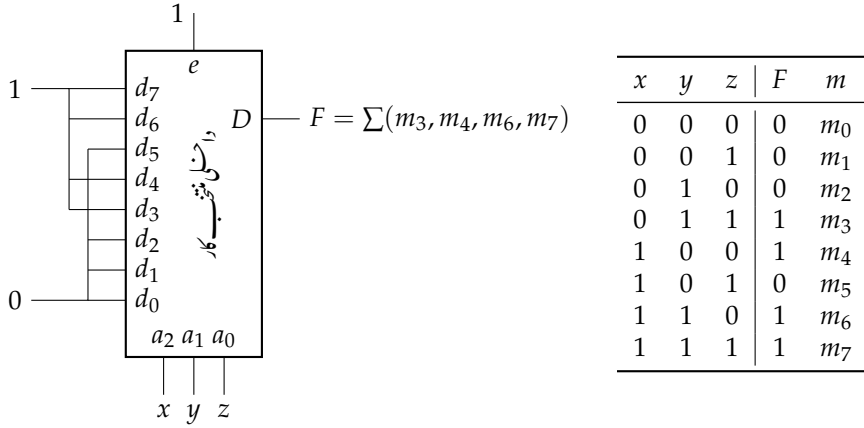 1
e
1
d₇
d₆
d₅
d₄
d₃
d₂
d₁
0 d₀
داخلی منتخب کار
D
F = ∑(m₃, m₄, m₆, m₇)
a₂ a₁ a₀
x y z
x y z F m
0 0 0 0 m₀
0 0 1 0 m₁
0 1 0 0 m₂
0 1 1 1 m₃
1 0 0 1 m₄
1 0 1 0 m₅
1 1 0 1 m₆
1 1 1 1 m₇